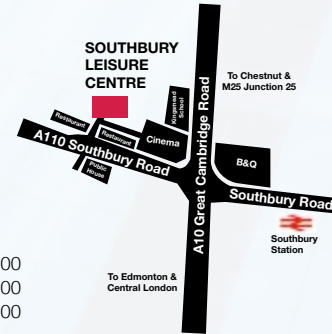 SOUTHBURY
LEISURE
CENTRE
To Chestnut &
M25 Junction 25
Kingsmead
School
Restaurant
Restaurant
Cinema
A110 Southbury Road
Public
House
A10 Great Cambridge Road
B&Q
Southbury Road
Southbury
Station
To Edmonton &
Central London
00
00
00